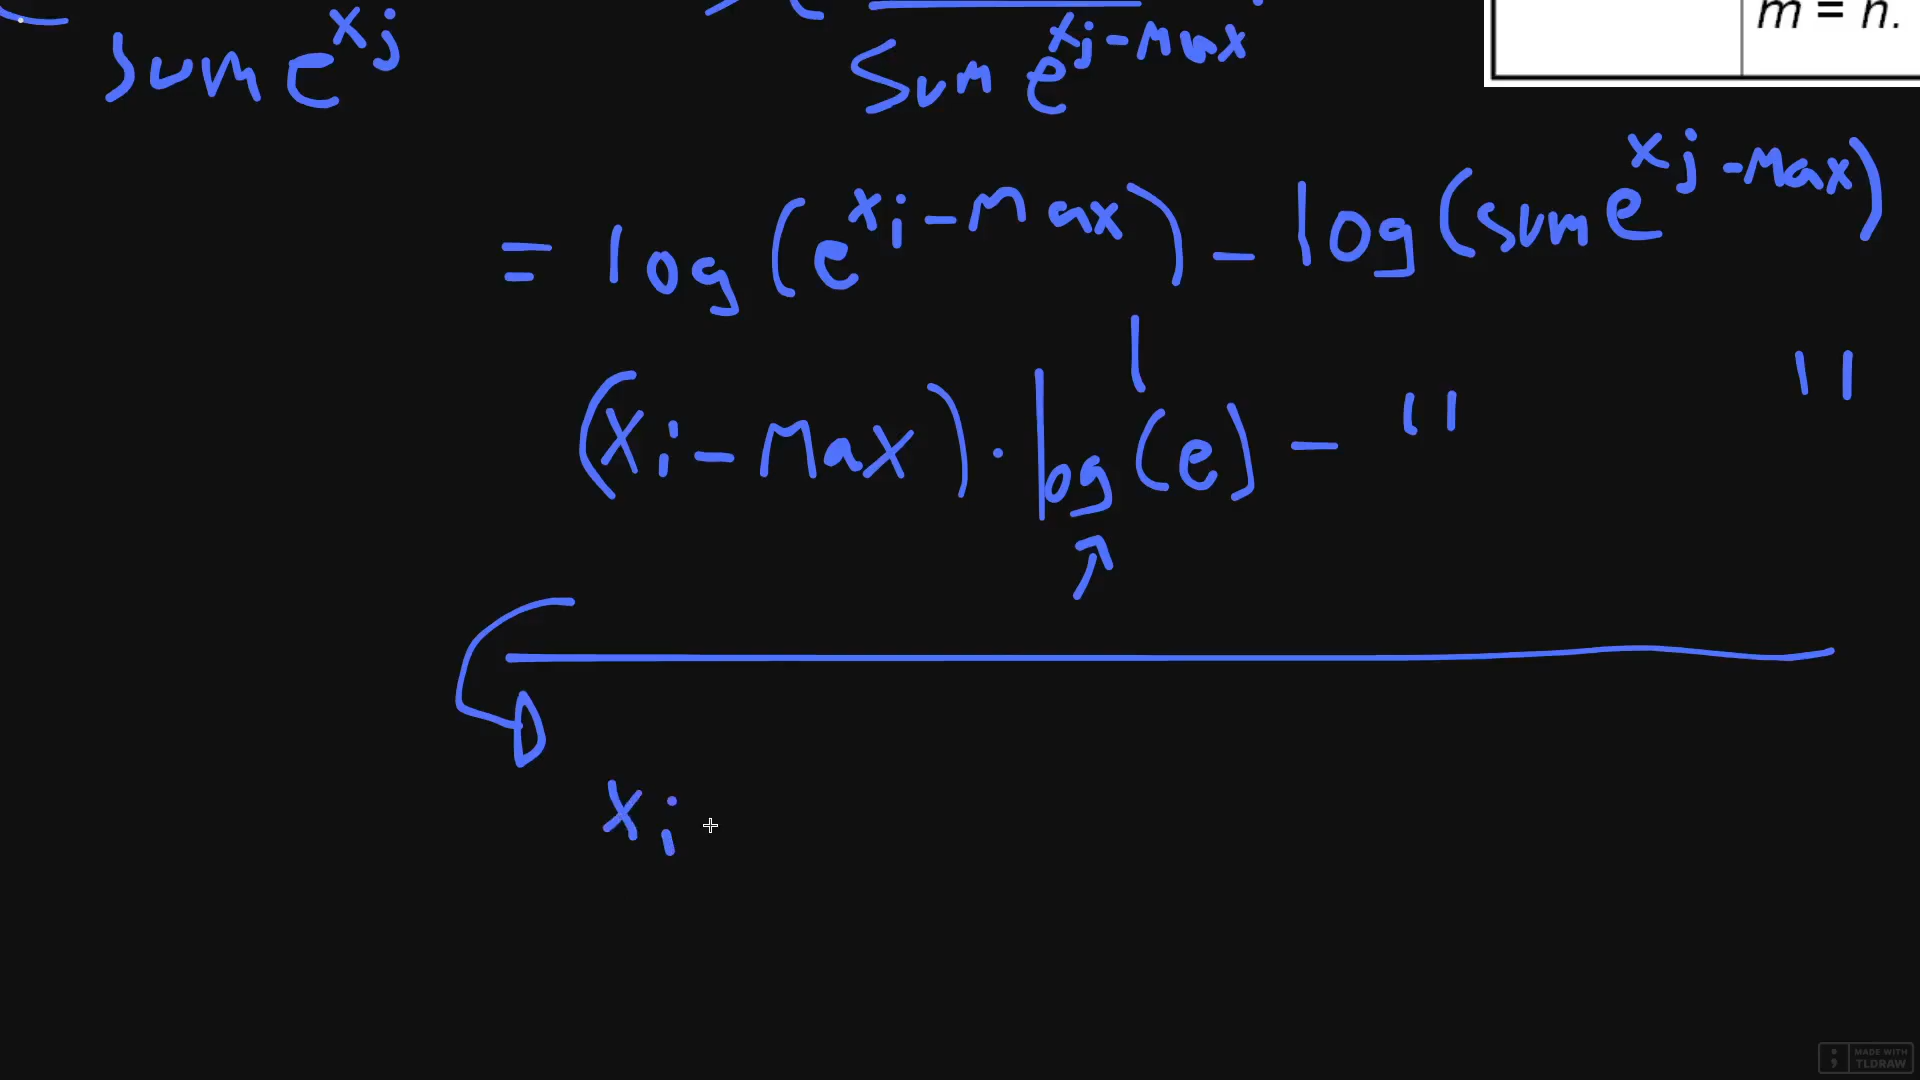 m = n.
sum e^xj
sum e^xj-max
= log(e^xi-max) - log(sum e^xj-max)
1
(xi - max) · log(e) - " "
xi
MADE WITH
TLDRAW